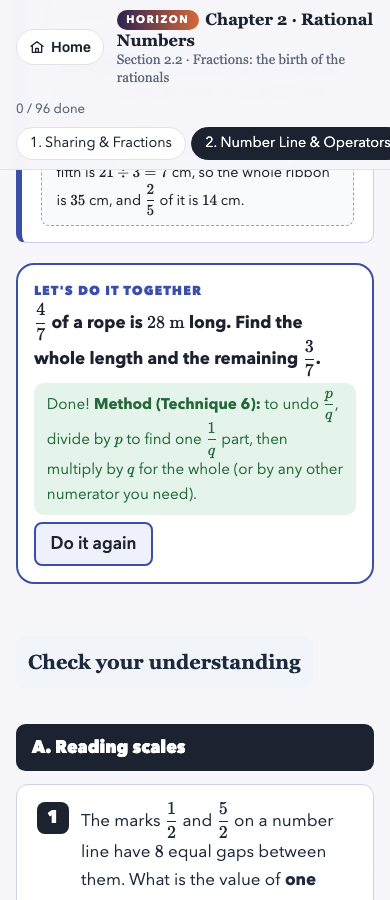 Home
HORIZON Chapter 2 · Rational
Numbers
Section 2.2 · Fractions: the birth of the
rationals
0 / 96 done
1. Sharing & Fractions
2. Number Line & Operators
fifth is 21 ÷ 3 = 7 cm, so the whole ribbon
is 35 cm, and 2/5 of it is 14 cm.
LET'S DO IT TOGETHER
4/7 of a rope is 28 m long. Find the
whole length and the remaining 3/7.
Done! Method (Technique 6): to undo p/q,
divide by p to find one 1/q part, then
multiply by q for the whole (or by any other
numerator you need).
Do it again
Check your understanding
A. Reading scales
1 The marks 1/2 and 5/2 on a number
line have 8 equal gaps between
them. What is the value of one